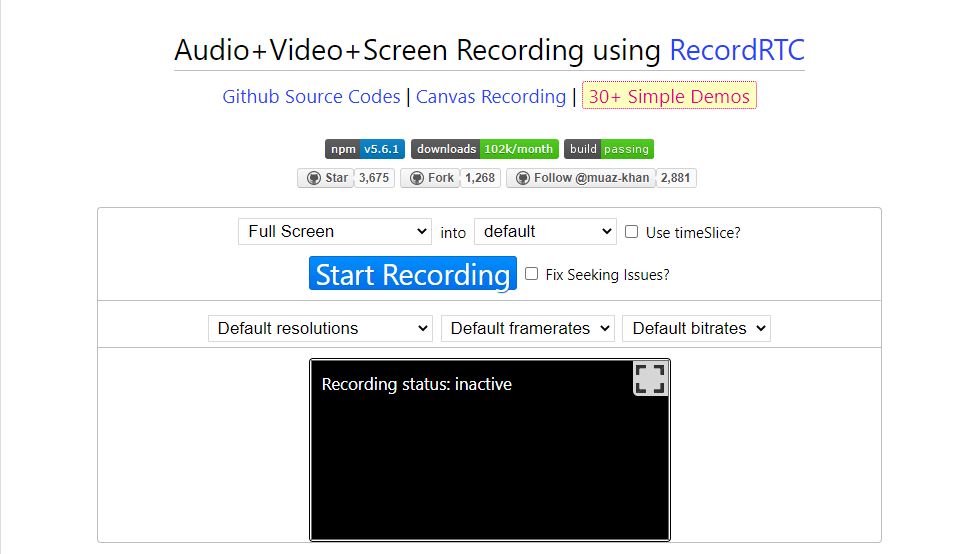 Audio+Video+Screen Recording using RecordRTC
Github Source Codes | Canvas Recording | 30+ Simple Demos
npm v5.6.1 downloads 102k/month build passing
Star 3,675 Fork 1,268 Follow @muaz-khan 2,881
Full Screen into default Use timeSlice?
Start Recording Fix Seeking Issues?
Default resolutions Default framerates Default bitrates
Recording status: inactive